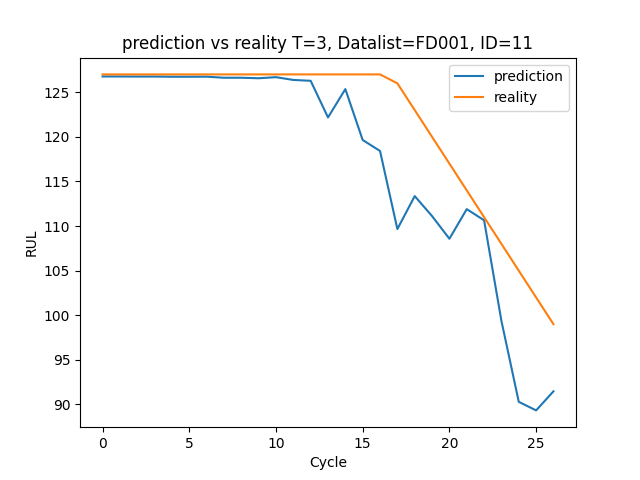 prediction vs reality T=3, Datalist=FD001, ID=11
prediction
reality
RUL
125
120
115
110
105
100
95
90
0 5 10 15 20 25
Cycle